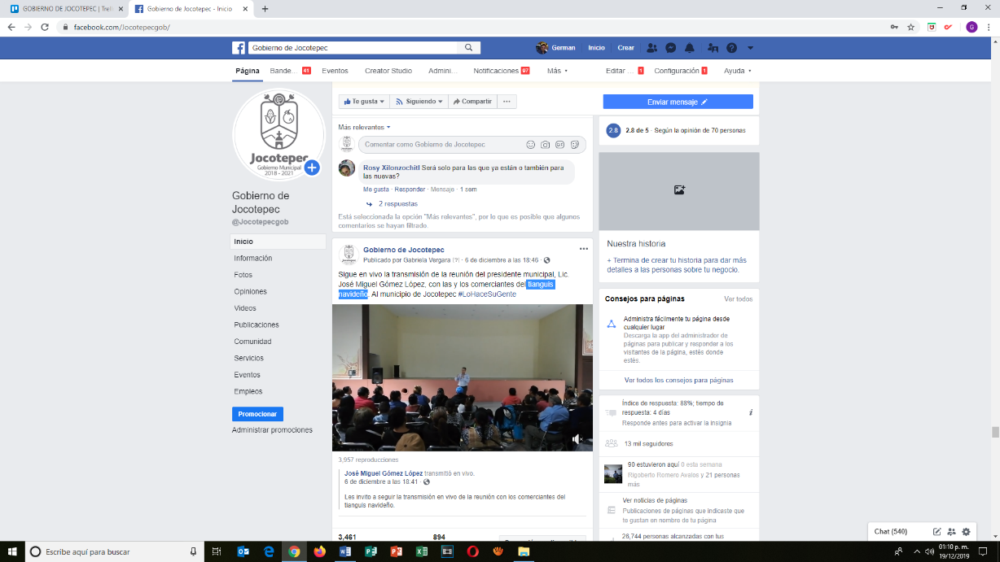 GOBIERNO DE JOCOTEPEC | Trell
Gobierno de Jocotepec - Inicio
facebook.com/Jocotepecgob/
G
Gobierno de Jocotepec
German
Inicio
Crear
Página
Bande... 41
Eventos
Creator Studio
Admini...
Notificaciones 97
Más
Editar ... 1
Configuración 1
Ayuda
Te gusta
Siguiendo
Compartir
Enviar mensaje
Jocotepec
Gobierno Municipal
2018 - 2021
Gobierno de
Jocotepec
@Jocotepecgob
Inicio
Información
Fotos
Opiniones
Videos
Publicaciones
Comunidad
Servicios
Eventos
Empleos
Promocionar
Administrar promociones
Más relevantes
Comentar como Gobierno de Jocotepec
Rosy Xilonzochitl Será solo para las que ya están o también para
las nuevas?
Me gusta · Responder · Mensaje · 1 sem
2 respuestas
Está seleccionada la opción "Más relevantes", por lo que es posible que algunos
comentarios se hayan filtrado.
Gobierno de Jocotepec
Publicado por Gabriela Vergara [?] · 6 de diciembre a las 18:46 ·
Sigue en vivo la transmisión de la reunión del presidente municipal, Lic.
José Miguel Gómez López, con las y los comerciantes del tianguis
navideño. Al municipio de Jocotepec #LoHaceSuGente
3,957 reproducciones
José Miguel Gómez López transmitió en vivo.
6 de diciembre a las 18:41 ·
Les invito a seguir la transmisión en vivo de la reunión con los comerciantes del
tianguis navideño.
3,461
894
2.8
2.8 de 5 · Según la opinión de 70 personas
Nuestra historia
+ Termina de crear tu historia para dar más
detalles a las personas sobre tu negocio.
Consejos para páginas
Ver todos
Administra fácilmente tu página desde
cualquier lugar
Descarga la app del administrador de
páginas para publicar y responder a los
visitantes de la página, estés donde
estés.
Ver todos los consejos para páginas
Índice de respuesta: 88%; tiempo de
respuesta: 4 días
Responde antes para activar la insignia
13 mil seguidores
90 estuvieron aquí 0 esta semana
Rigoberto Romero Avalos y 21 personas
más
Ver noticias de páginas
Publicaciones de páginas que indicaste que
te gustan en nombre de tu página
26,744 personas alcanzadas con tus
Chat (540)
Escribe aquí para buscar
01:10 p. m.
19/12/2019